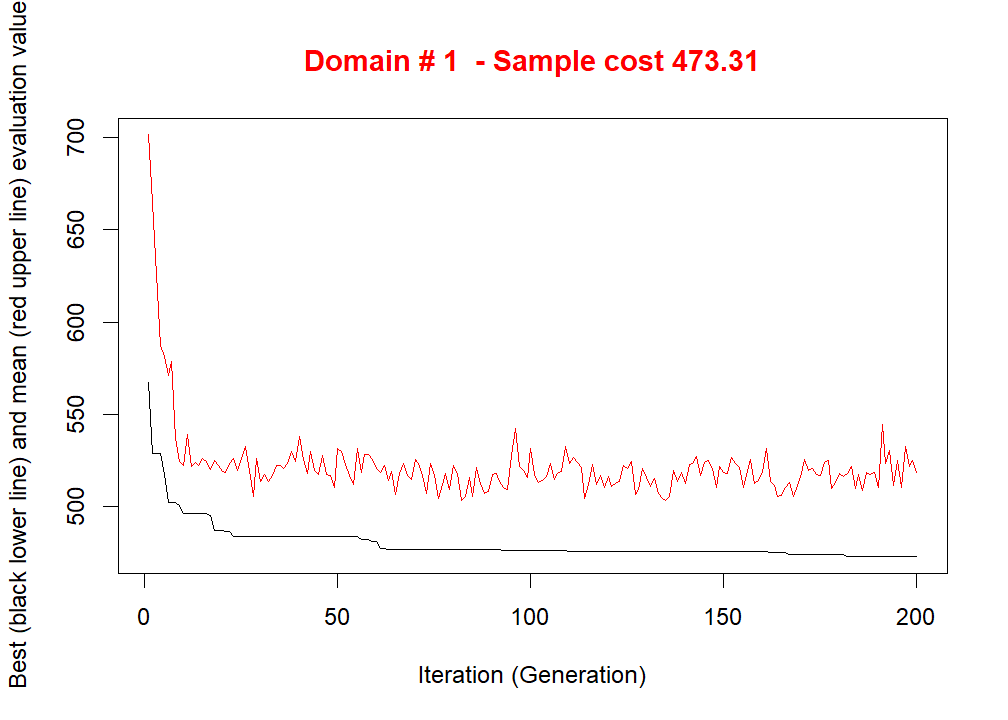 Domain # 1  - Sample cost 473.31
Best (black lower line) and mean (red upper line) evaluation value
700
650
600
550
500
0 50 100 150 200
Iteration (Generation)